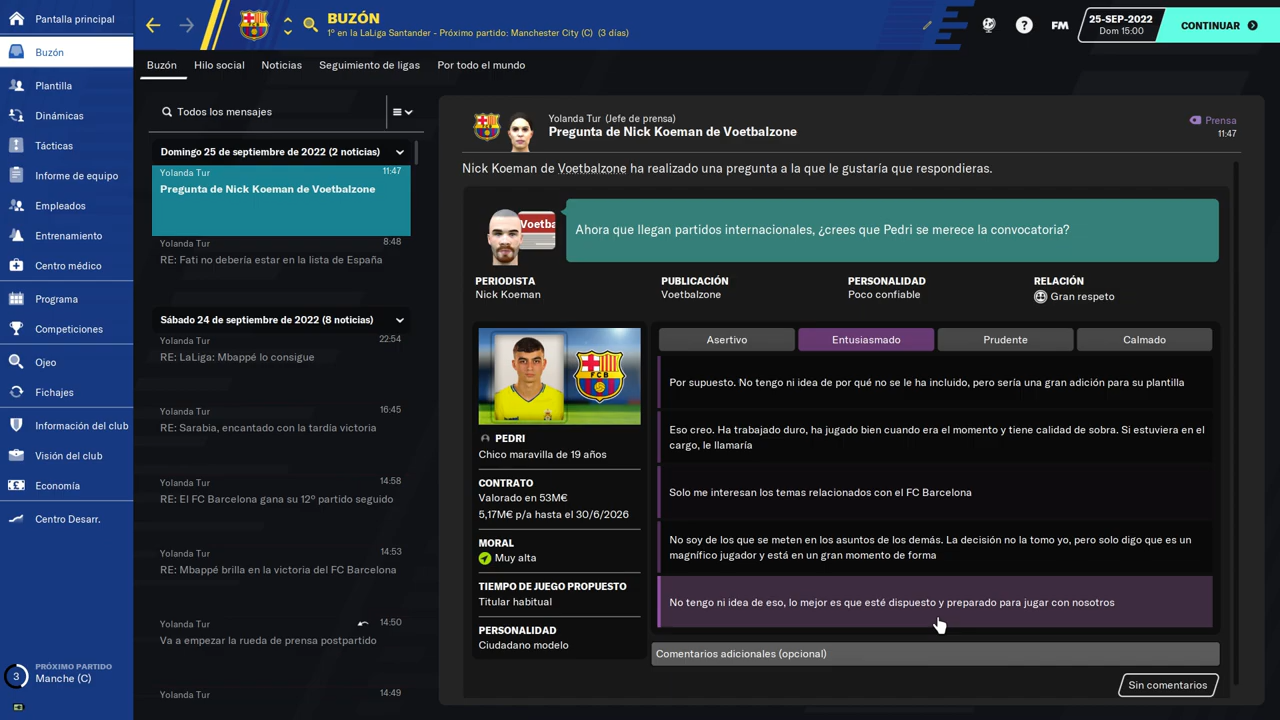 Pantalla principal
Buzón
Plantilla
Dinámicas
Tácticas
Informe de equipo
Empleados
Entrenamiento
Centro médico
Programa
Competiciones
Ojeo
Fichajes
Información del club
Visión del club
Economía
Centro Desarr.
3
PRÓXIMO PARTIDO
Manche (C)
BUZÓN
1º en la LaLiga Santander - Próximo partido: Manchester City (C) (3 días)
?
FM
25-SEP-2022
Dom 15:00
CONTINUAR
Buzón
Hilo social
Noticias
Seguimiento de ligas
Por todo el mundo
Todos los mensajes
Domingo 25 de septiembre de 2022 (2 noticias)
Yolanda Tur 11:47
Pregunta de Nick Koeman de Voetbalzone
Yolanda Tur 8:48
RE: Fati no debería estar en la lista de España
Sábado 24 de septiembre de 2022 (8 noticias)
Yolanda Tur 22:54
RE: LaLiga: Mbappé lo consigue
Yolanda Tur 16:45
RE: Sarabia, encantado con la tardía victoria
Yolanda Tur 14:58
RE: El FC Barcelona gana su 12º partido seguido
Yolanda Tur 14:53
RE: Mbappé brilla en la victoria del FC Barcelona
Yolanda Tur 14:50
Va a empezar la rueda de prensa postpartido
Yolanda Tur 14:49
Yolanda Tur (Jefe de prensa)
Pregunta de Nick Koeman de Voetbalzone
Prensa
11:47
Nick Koeman de Voetbalzone ha realizado una pregunta a la que le gustaría que respondieras.
Voetba
Ahora que llegan partidos internacionales, ¿crees que Pedri se merece la convocatoria?
PERIODISTA
Nick Koeman
PUBLICACIÓN
Voetbalzone
PERSONALIDAD
Poco confiable
RELACIÓN
Gran respeto
FCB
PEDRI
Chico maravilla de 19 años
CONTRATO
Valorado en 53M€
5,17M€ p/a hasta el 30/6/2026
MORAL
Muy alta
TIEMPO DE JUEGO PROPUESTO
Titular habitual
PERSONALIDAD
Ciudadano modelo
Asertivo
Entusiasmado
Prudente
Calmado
Por supuesto. No tengo ni idea de por qué no se le ha incluido, pero sería una gran adición para su plantilla
Eso creo. Ha trabajado duro, ha jugado bien cuando era el momento y tiene calidad de sobra. Si estuviera en el
cargo, le llamaría
Solo me interesan los temas relacionados con el FC Barcelona
No soy de los que se meten en los asuntos de los demás. La decisión no la tomo yo, pero solo digo que es un
magnífico jugador y está en un gran momento de forma
No tengo ni idea de eso, lo mejor es que esté dispuesto y preparado para jugar con nosotros
Comentarios adicionales (opcional)
Sin comentarios